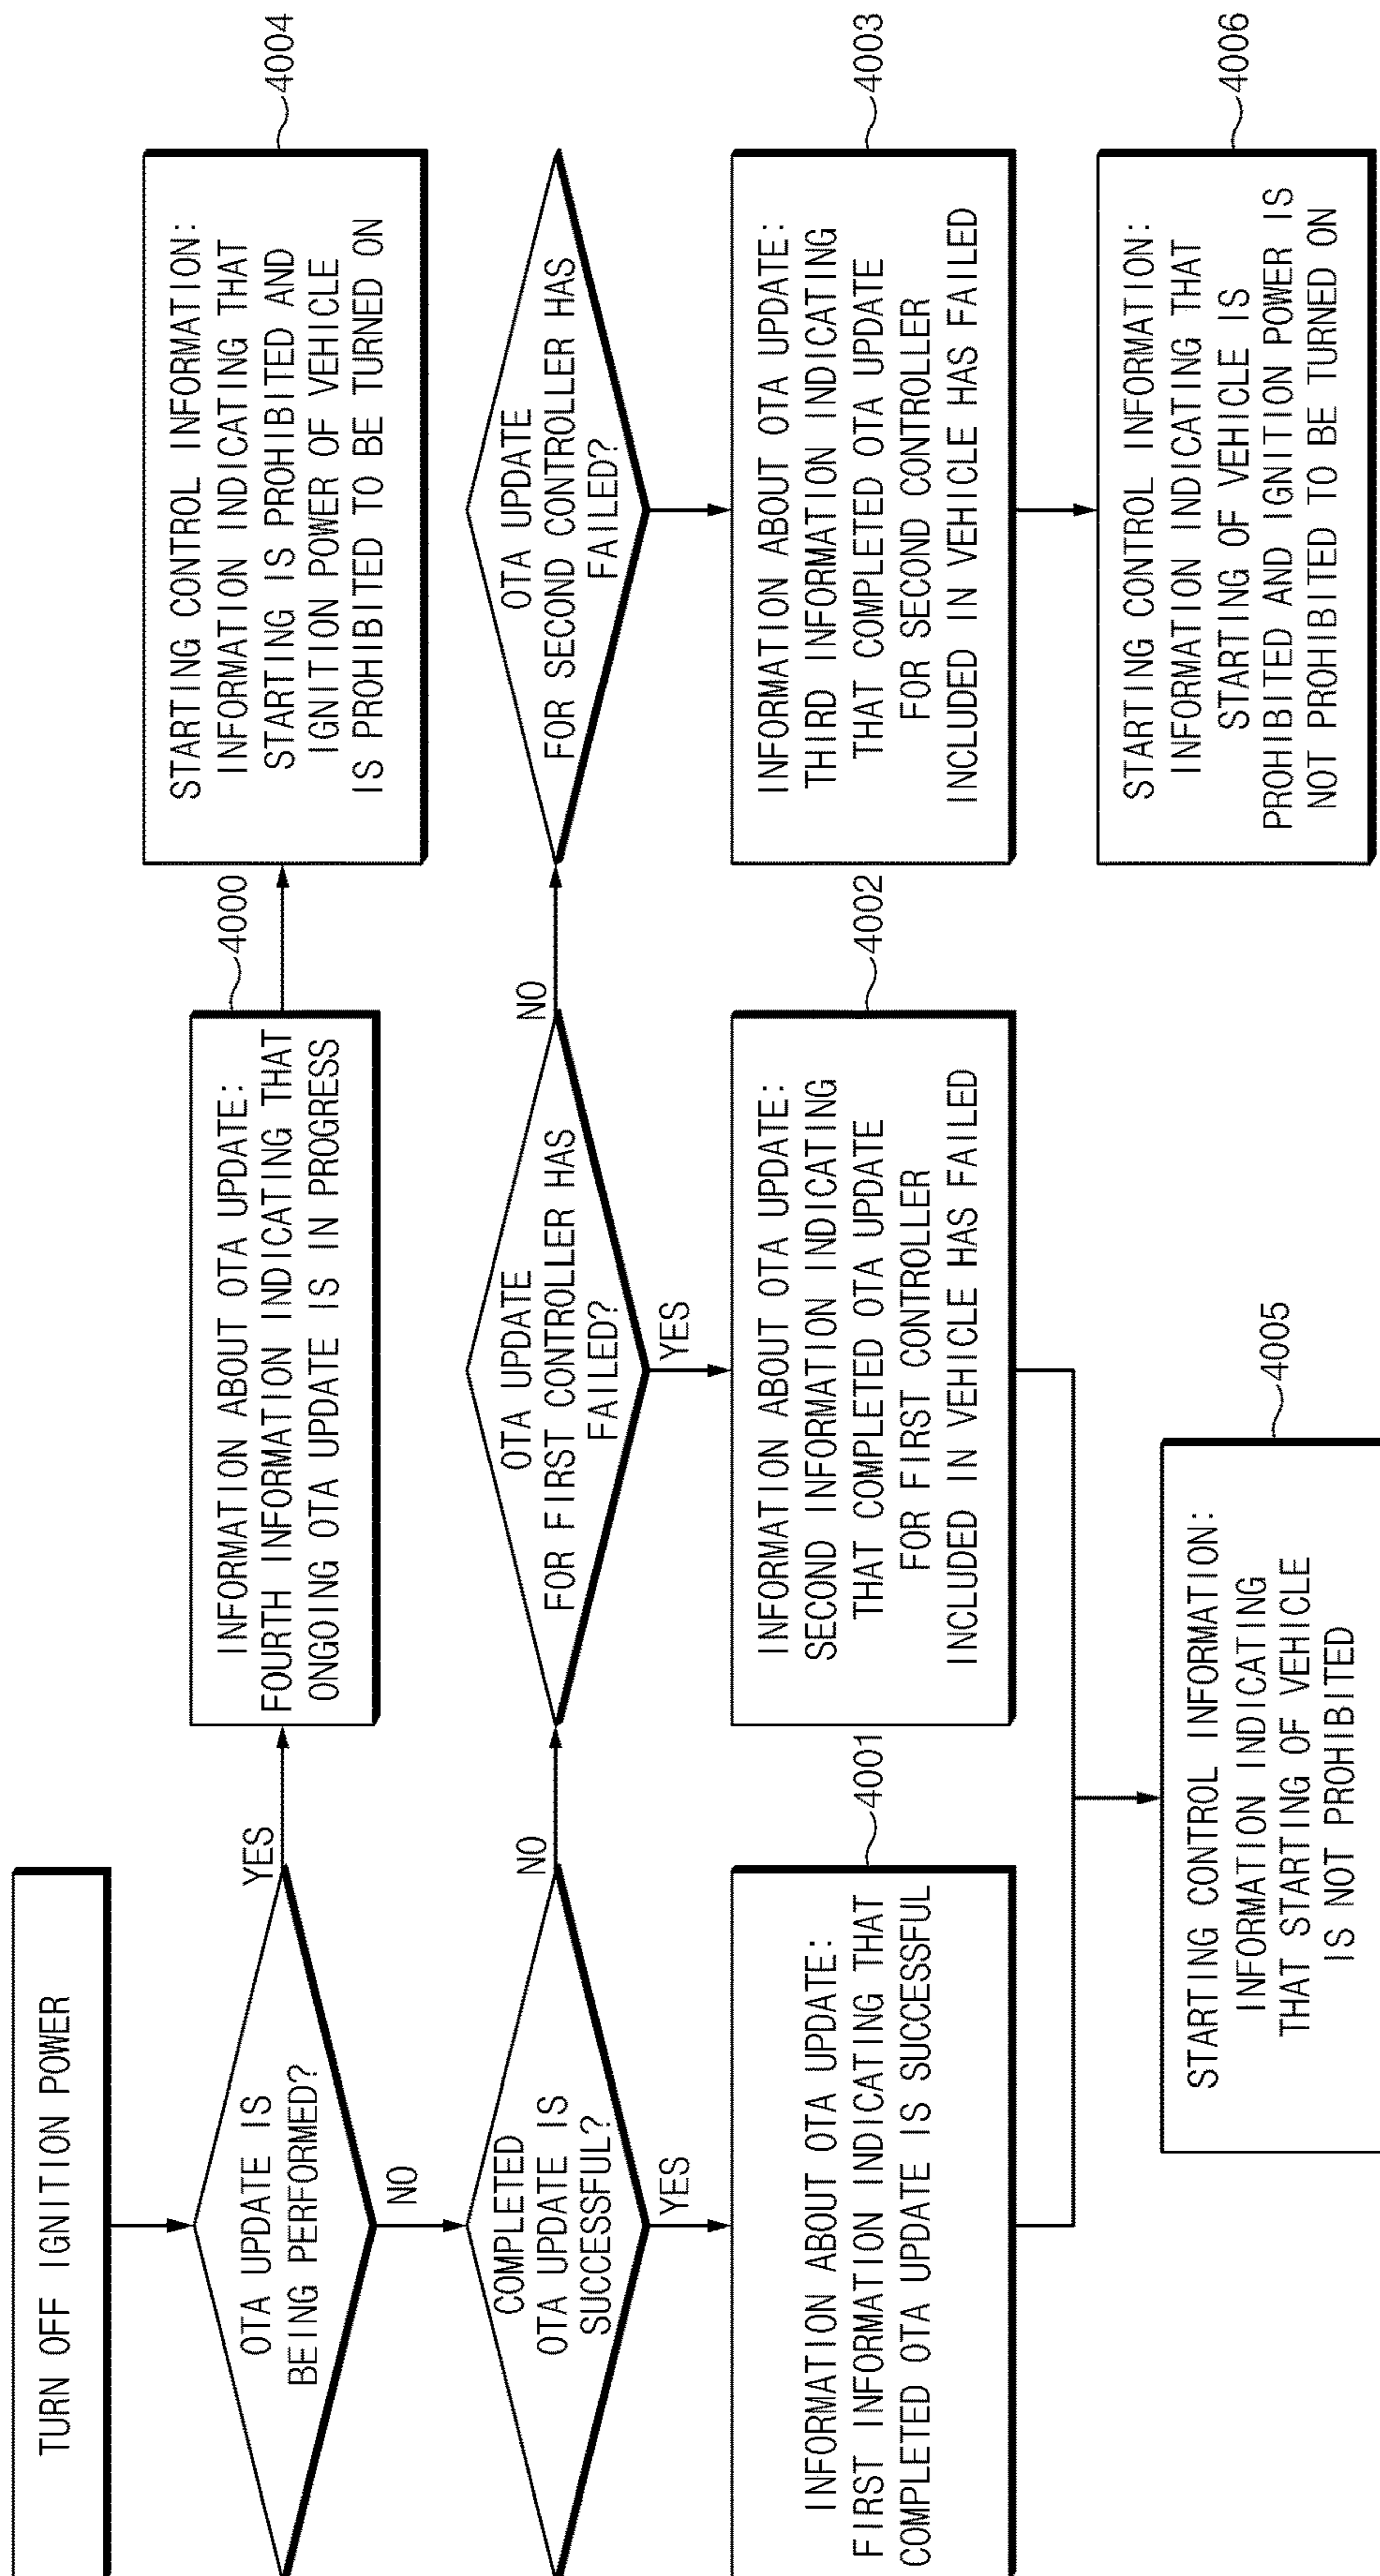 TURN OFF IGNITION POWER
OTA UPDATE IS
BEING PERFORMED?
YES
NO
4000
INFORMATION ABOUT OTA UPDATE:
FOURTH INFORMATION INDICATING THAT
ONGOING OTA UPDATE IS IN PROGRESS
4004
STARTING CONTROL INFORMATION:
INFORMATION INDICATING THAT
STARTING IS PROHIBITED AND
IGNITION POWER OF VEHICLE
IS PROHIBITED TO BE TURNED ON
COMPLETED
OTA UPDATE IS
SUCCESSFUL?
NO
YES
OTA UPDATE
FOR FIRST CONTROLLER HAS
FAILED?
NO
YES
OTA UPDATE
FOR SECOND CONTROLLER HAS
FAILED?
4001
INFORMATION ABOUT OTA UPDATE:
FIRST INFORMATION INDICATING THAT
COMPLETED OTA UPDATE IS SUCCESSFUL
4002
INFORMATION ABOUT OTA UPDATE:
SECOND INFORMATION INDICATING
THAT COMPLETED OTA UPDATE
FOR FIRST CONTROLLER
INCLUDED IN VEHICLE HAS FAILED
4003
INFORMATION ABOUT OTA UPDATE:
THIRD INFORMATION INDICATING
THAT COMPLETED OTA UPDATE
FOR SECOND CONTROLLER
INCLUDED IN VEHICLE HAS FAILED
4005
STARTING CONTROL INFORMATION:
INFORMATION INDICATING
THAT STARTING OF VEHICLE
IS NOT PROHIBITED
4006
STARTING CONTROL INFORMATION:
INFORMATION INDICATING THAT
STARTING OF VEHICLE IS
PROHIBITED AND IGNITION POWER IS
NOT PROHIBITED TO BE TURNED ON